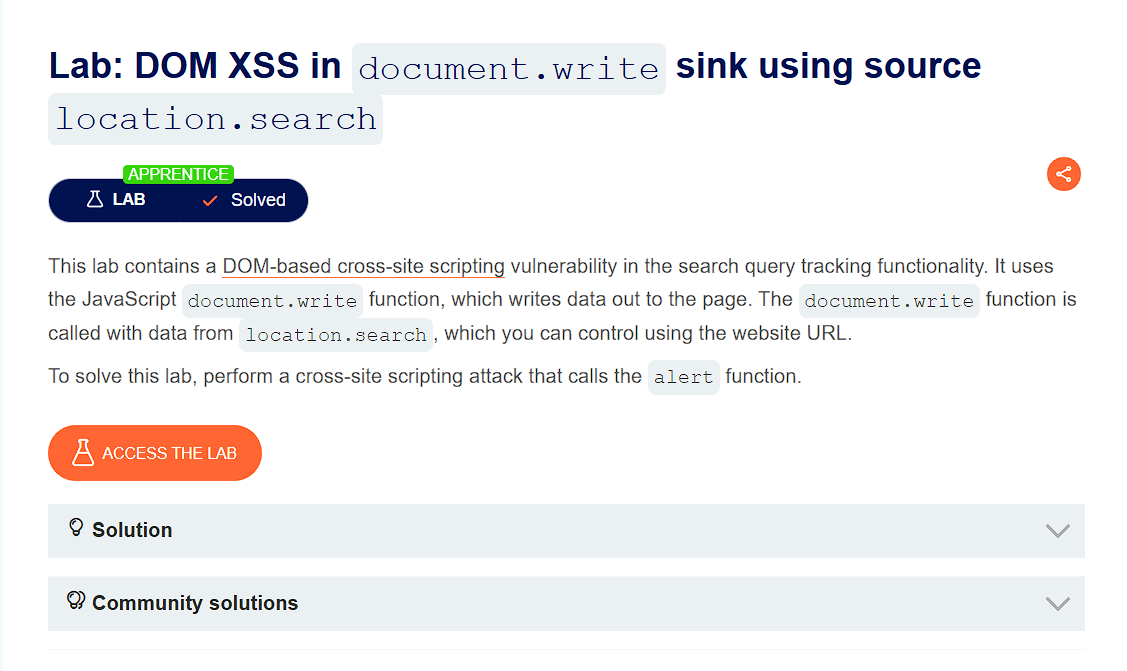 Lab: DOM XSS in document.write sink using source
location.search
APPRENTICE
LAB Solved
This lab contains a DOM-based cross-site scripting vulnerability in the search query tracking functionality. It uses
the JavaScript document.write function, which writes data out to the page. The document.write function is
called with data from location.search, which you can control using the website URL.
To solve this lab, perform a cross-site scripting attack that calls the alert function.
ACCESS THE LAB
Solution
Community solutions